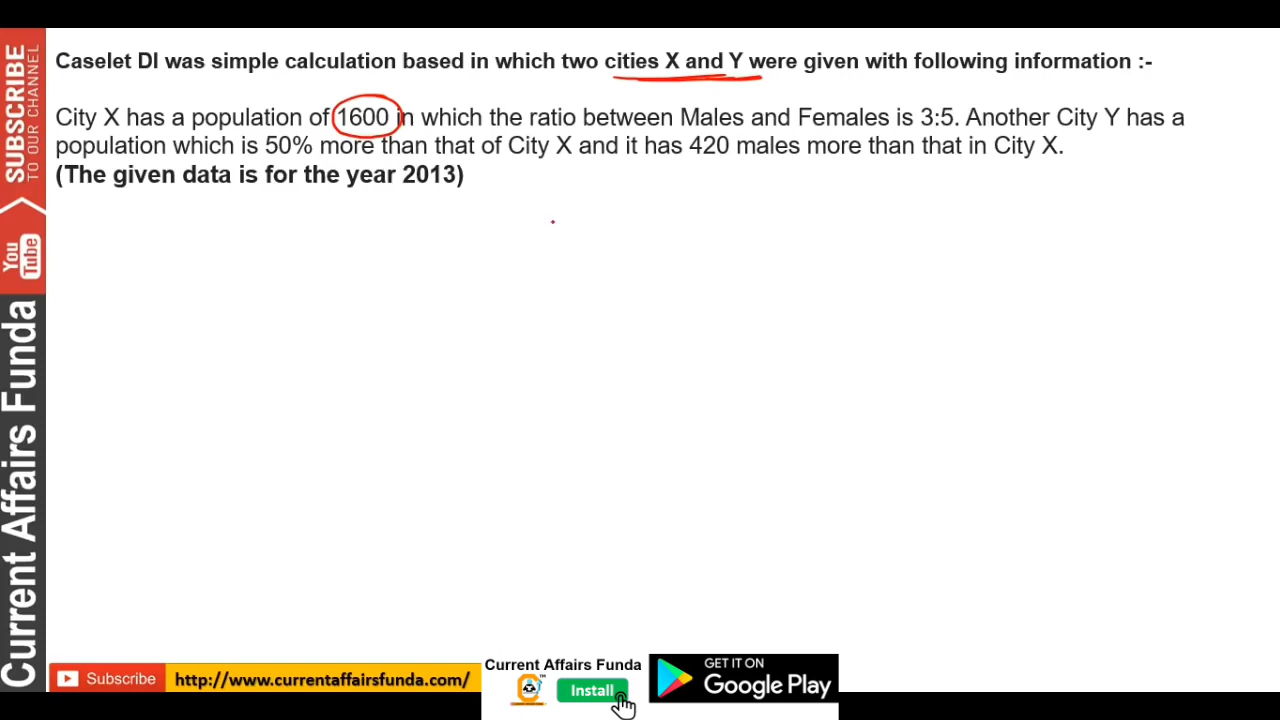 Caselet DI was simple calculation based in which two cities X and Y were given with following information :-
City X has a population of 1600 in which the ratio between Males and Females is 3:5. Another City Y has a
population which is 50% more than that of City X and it has 420 males more than that in City X.
(The given data is for the year 2013)
SUBSCRIBE
TO OUR CHANNEL
You
Tube
Current Affairs Funda
Subscribe
http://www.currentaffairsfunda.com/
Current Affairs Funda
Install
GET IT ON
Google Play